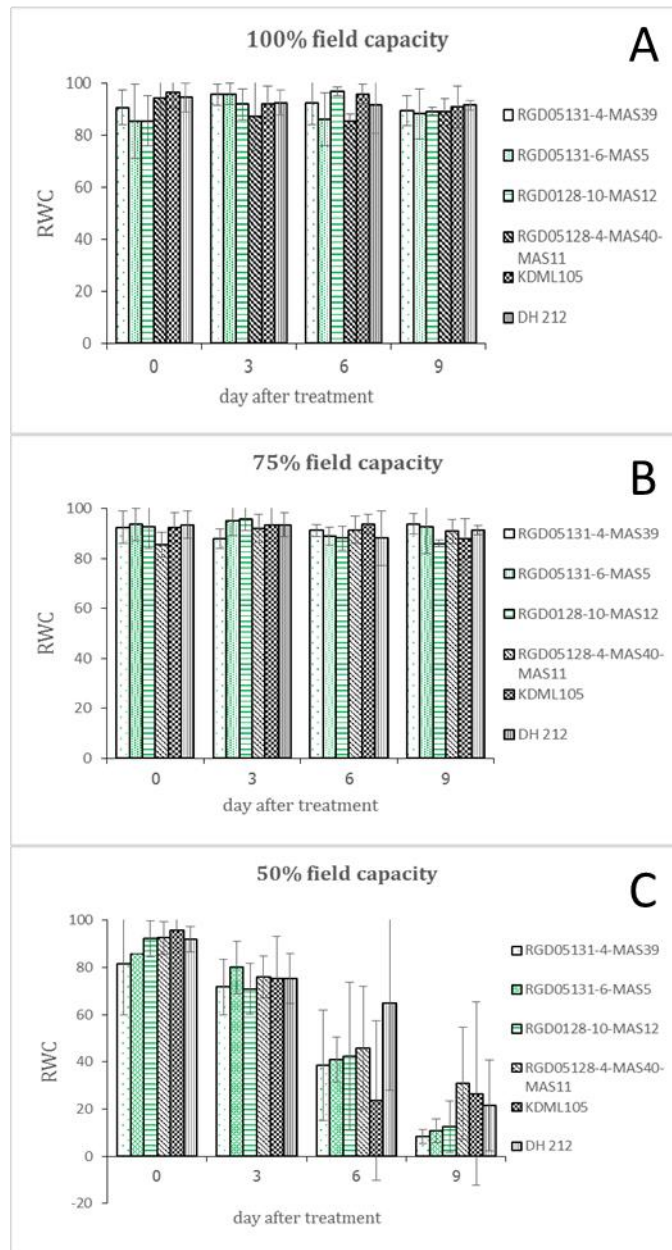 100% field capacity
A
RWC
100
80
60
40
20
0
0 3 6 9
day after treatment
RGD05131-4-MAS39
RGD05131-6-MAS5
RGD0128-10-MAS12
RGD05128-4-MAS40-
MAS11
KDML105
DH 212
75% field capacity
B
RWC
100
80
60
40
20
0
0 3 6 9
day after treatment
RGD05131-4-MAS39
RGD05131-6-MAS5
RGD0128-10-MAS12
RGD05128-4-MAS40-
MAS11
KDML105
DH 212
50% field capacity
C
RWC
100
80
60
40
20
0
-20
0 3 6 9
day after treatment
RGD05131-4-MAS39
RGD05131-6-MAS5
RGD0128-10-MAS12
RGD05128-4-MAS40-
MAS11
KDML105
DH 212